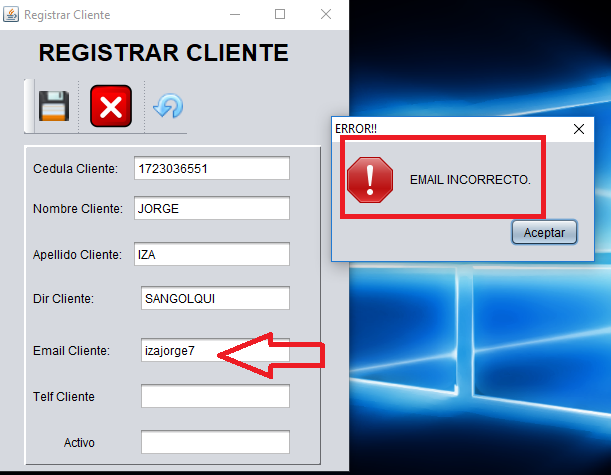 Registrar Cliente
REGISTRAR CLIENTE
ERROR!!
EMAIL INCORRECTO.
Aceptar
Cedula Cliente: 1723036551
Nombre Cliente: JORGE
Apellido Cliente: IZA
Dir Cliente: SANGOLQUI
Email Cliente: izajorge7
Telf Cliente
Activo